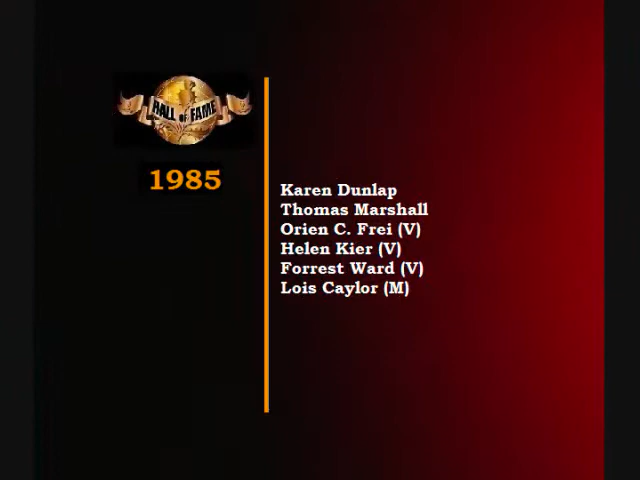 HALL OF FAME
1985
Karen Dunlap
Thomas Marshall
Orien C. Frei (V)
Helen Kier (V)
Forrest Ward (V)
Lois Caylor (M)